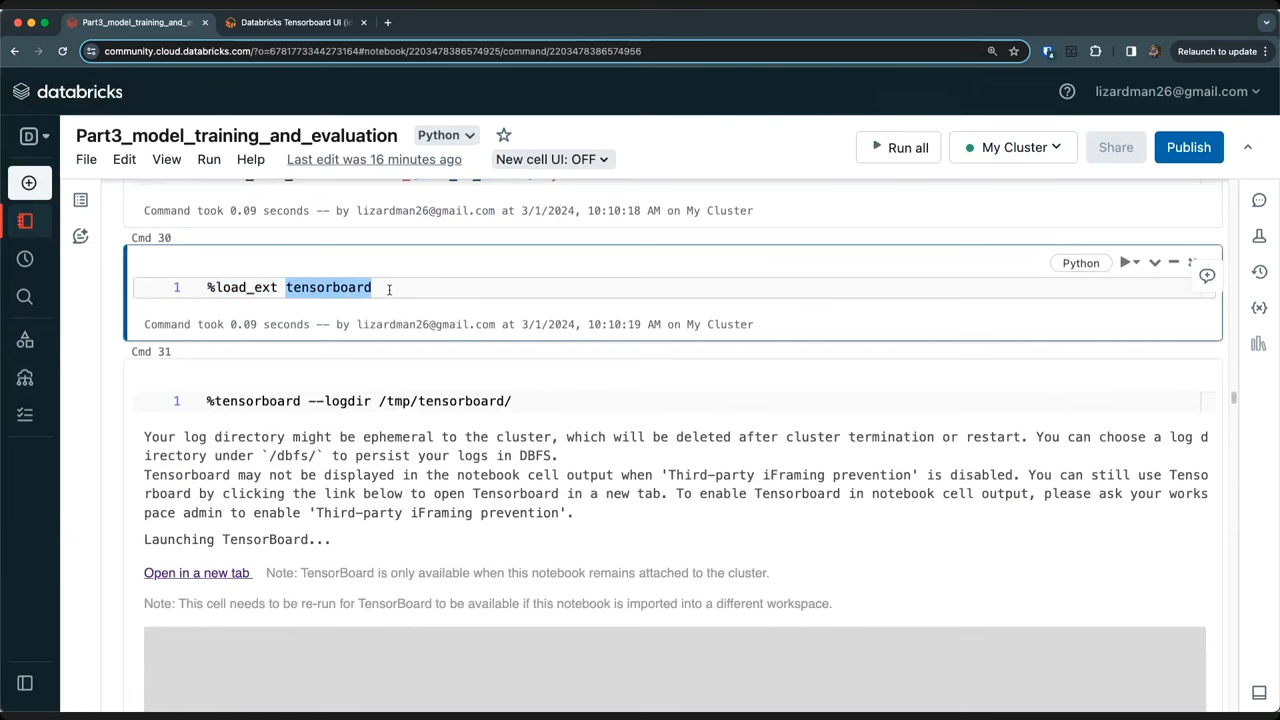 Part3_model_training_and_e
Databricks Tensorboard UI (i
community.cloud.databricks.com/?o=6781773344273164#notebook/2203478386574925/command/2203478386574956
Relaunch to update
databricks
lizardman26@gmail.com
D
Part3_model_training_and_evaluation
Python
File
Edit
View
Run
Help
Last edit was 16 minutes ago
New cell UI: OFF
Run all
My Cluster
Share
Publish
Command took 0.09 seconds -- by lizardman26@gmail.com at 3/1/2024, 10:10:18 AM on My Cluster
Cmd 30
Python
1 %load_ext tensorboard
Command took 0.09 seconds -- by lizardman26@gmail.com at 3/1/2024, 10:10:19 AM on My Cluster
Cmd 31
1 %tensorboard --logdir /tmp/tensorboard/
Your log directory might be ephemeral to the cluster, which will be deleted after cluster termination or restart. You can choose a log d
irectory under `/dbfs/` to persist your logs in DBFS.
Tensorboard may not be displayed in the notebook cell output when 'Third-party iFraming prevention' is disabled. You can still use Tenso
rboard by clicking the link below to open Tensorboard in a new tab. To enable Tensorboard in notebook cell output, please ask your works
pace admin to enable 'Third-party iFraming prevention'.
Launching TensorBoard...
Open in a new tab Note: TensorBoard is only available when this notebook remains attached to the cluster.
Note: This cell needs to be re-run for TensorBoard to be available if this notebook is imported into a different workspace.